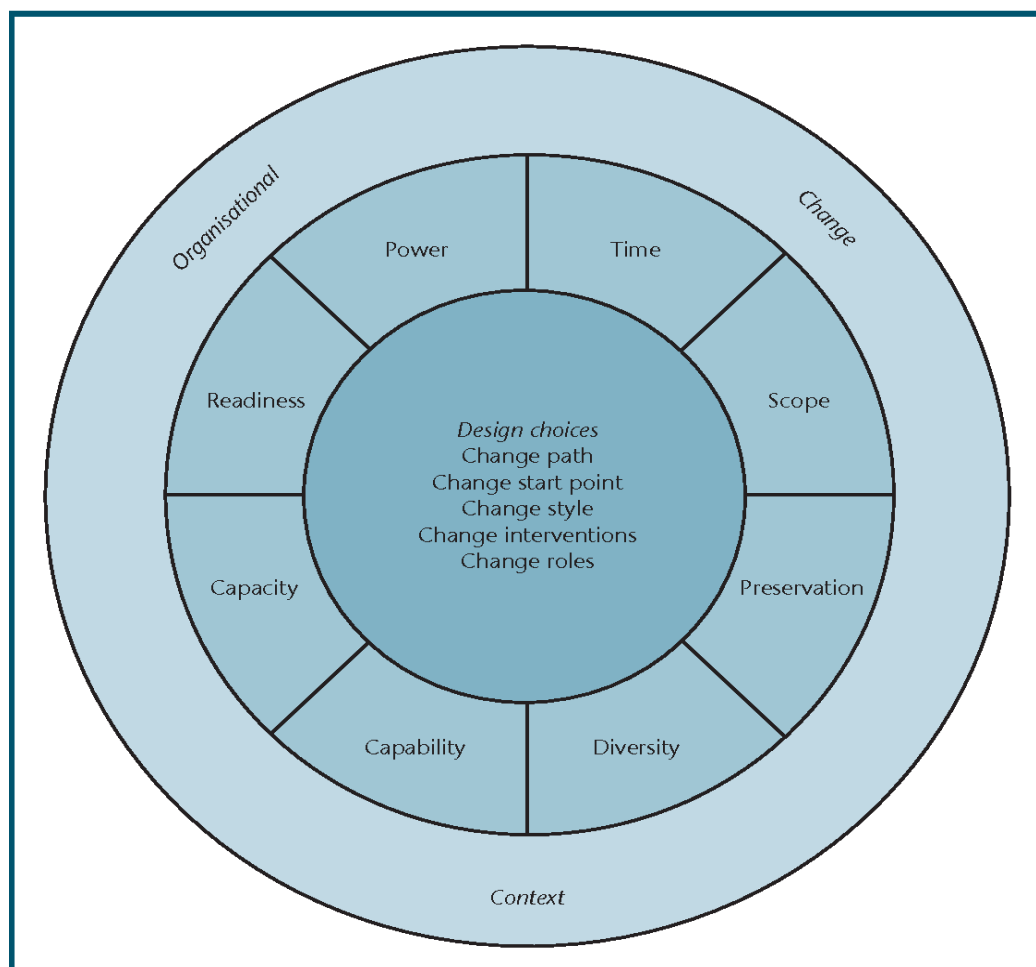 Organisational
Change
Power
Time
Readiness
Scope
Design choices
Change path
Change start point
Change style
Change interventions
Change roles
Capacity
Preservation
Capability
Diversity
Context